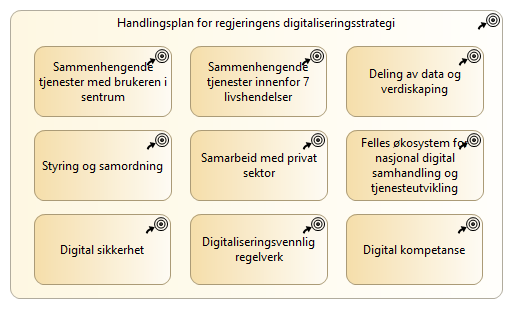 Handlingsplan for regjeringens digitaliseringsstrategi
Sammenhengende
tjenester med brukeren i
sentrum
Sammenhengende
tjenester innenfor 7
livshendelser
Deling av data og
verdiskaping
Styring og samordning
Samarbeid med privat
sektor
Felles økosystem for
nasjonal digital
samhandling og
tjenesteutvikling
Digital sikkerhet
Digitaliseringsvennlig
regelverk
Digital kompetanse